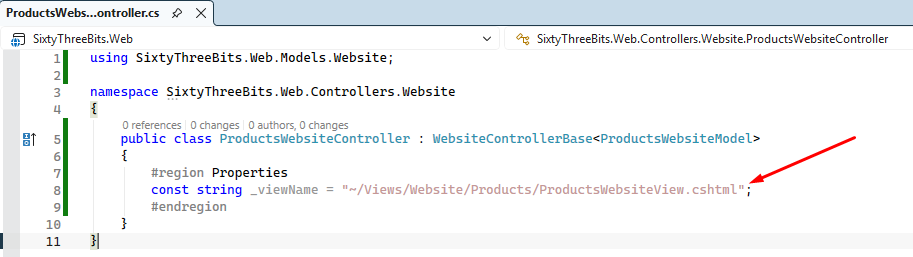 ProductsWebs...ontroller.cs
SixtyThreeBits.Web
SixtyThreeBits.Web.Controllers.Website.ProductsWebsiteController
1 using SixtyThreeBits.Web.Models.Website;
2
3 namespace SixtyThreeBits.Web.Controllers.Website
4 {
0 references | 0 changes | 0 authors, 0 changes
5 public class ProductsWebsiteController : WebsiteControllerBase<ProductsWebsiteModel>
6 {
7 #region Properties
8 const string _viewName = "~/Views/Website/Products/ProductsWebsiteView.cshtml";
9 #endregion
10 }
11 }